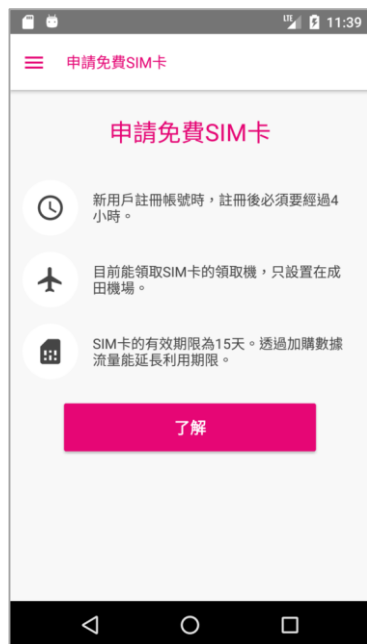 LTE 11:39
申請免費SIM卡
申請免費SIM卡
新用戶註冊帳號時，註冊後必須要經過4
小時。
目前能領取SIM卡的領取機，只設置在成
田機場。
SIM卡的有效期限為15天。透過加購數據
流量能延長利用期限。
了解